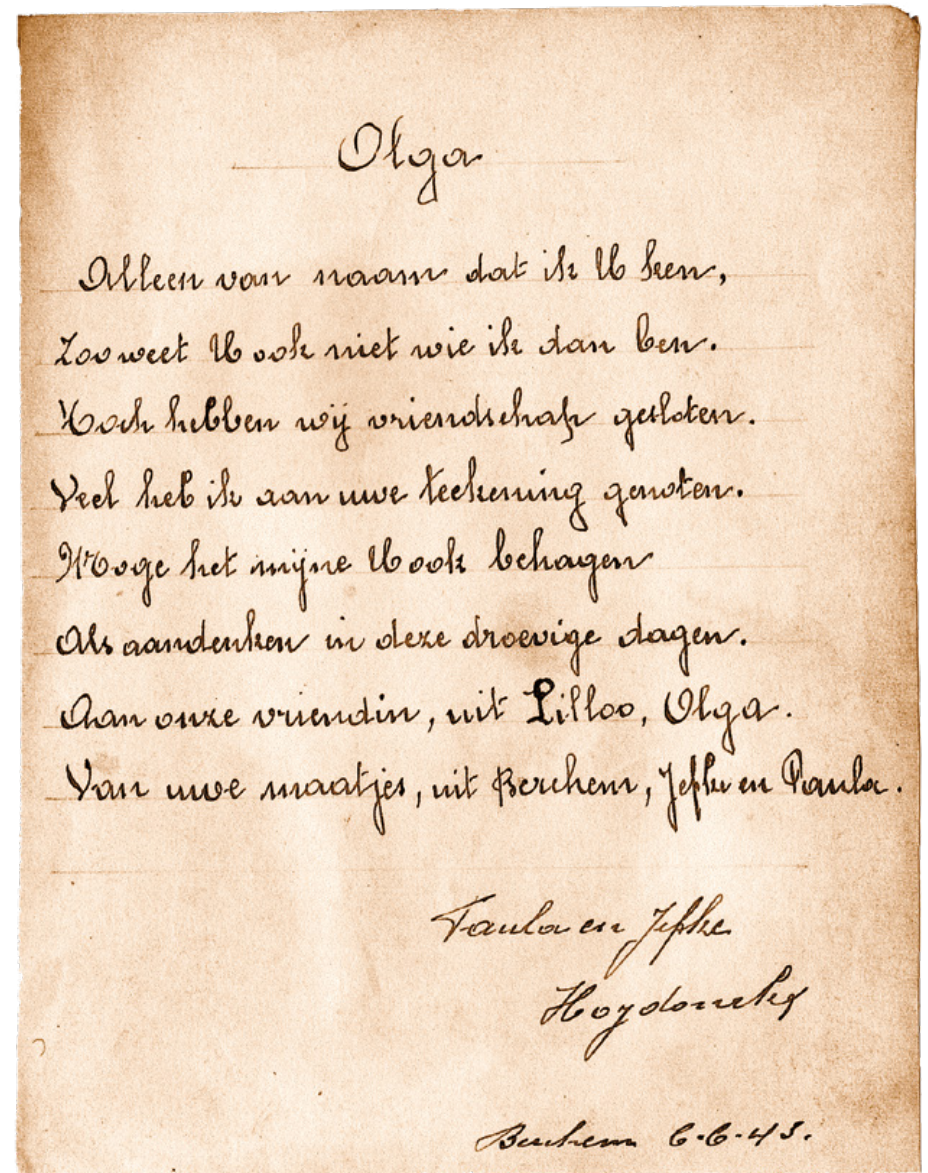 Olga
Alleen van naam dat ik U ken,
Zoo weet U ook niet wie ik dan ben.
Toch hebben wij vriendschap gesloten.
Veel heb ik aan uwe teekening genoten.
Moge het mijne U ook behagen
Als aandenken in deze droevige dagen.
Aan onze vriendin, uit Lilloo, Olga.
Van uwe maatjes, uit Berchem, Jefke en Paula.
Paula en Jefke
Hoydonckx
Berchem 6-6-43.